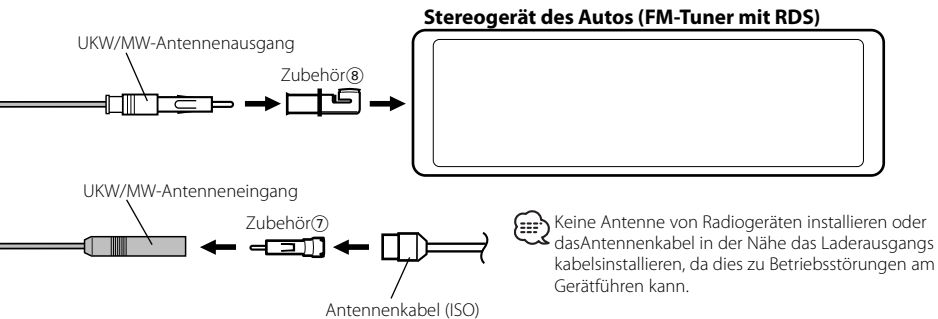 Stereogerät des Autos (FM-Tuner mit RDS)
UKW/MW-Antennenausgang
Zubehör⑧
UKW/MW-Antenneneingang
Zubehör⑦
Antennenkabel (ISO)
Keine Antenne von Radiogeräten installieren oder
dasAntennenkabel in der Nähe das Laderausgangs
kabelsinstallieren, da dies zu Betriebsstörungen am
Gerätführen kann.